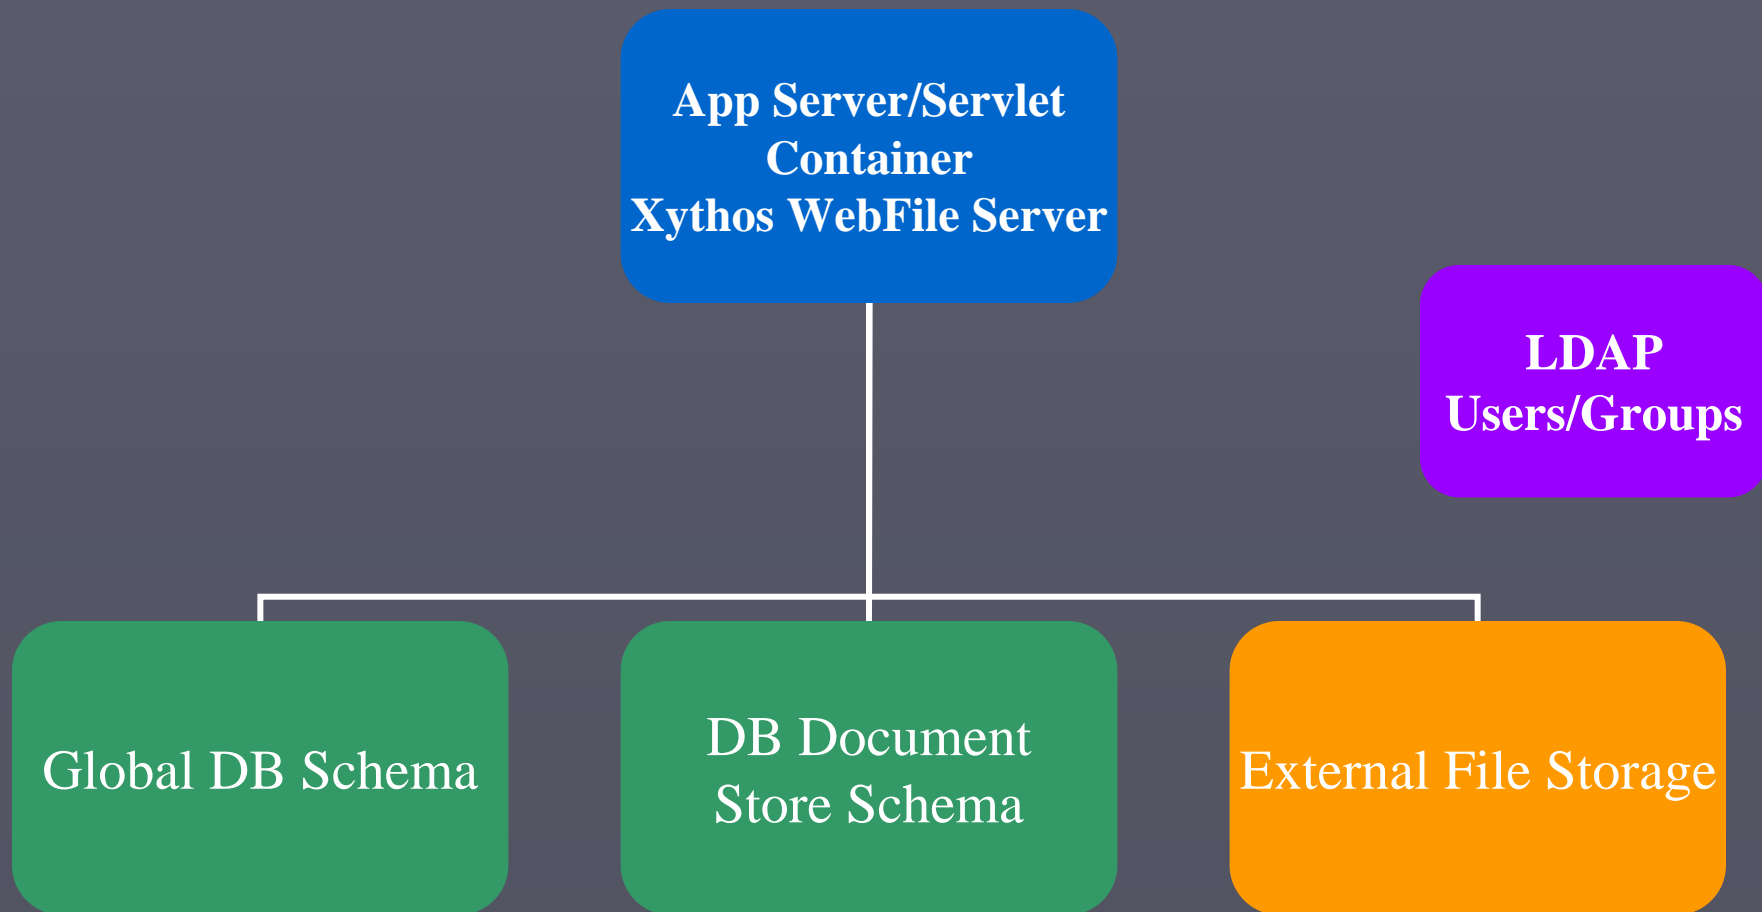 App Server/Servlet
Container
Xythos WebFile Server
LDAP
Users/Groups
Global DB Schema
DB Document
Store Schema
External File Storage